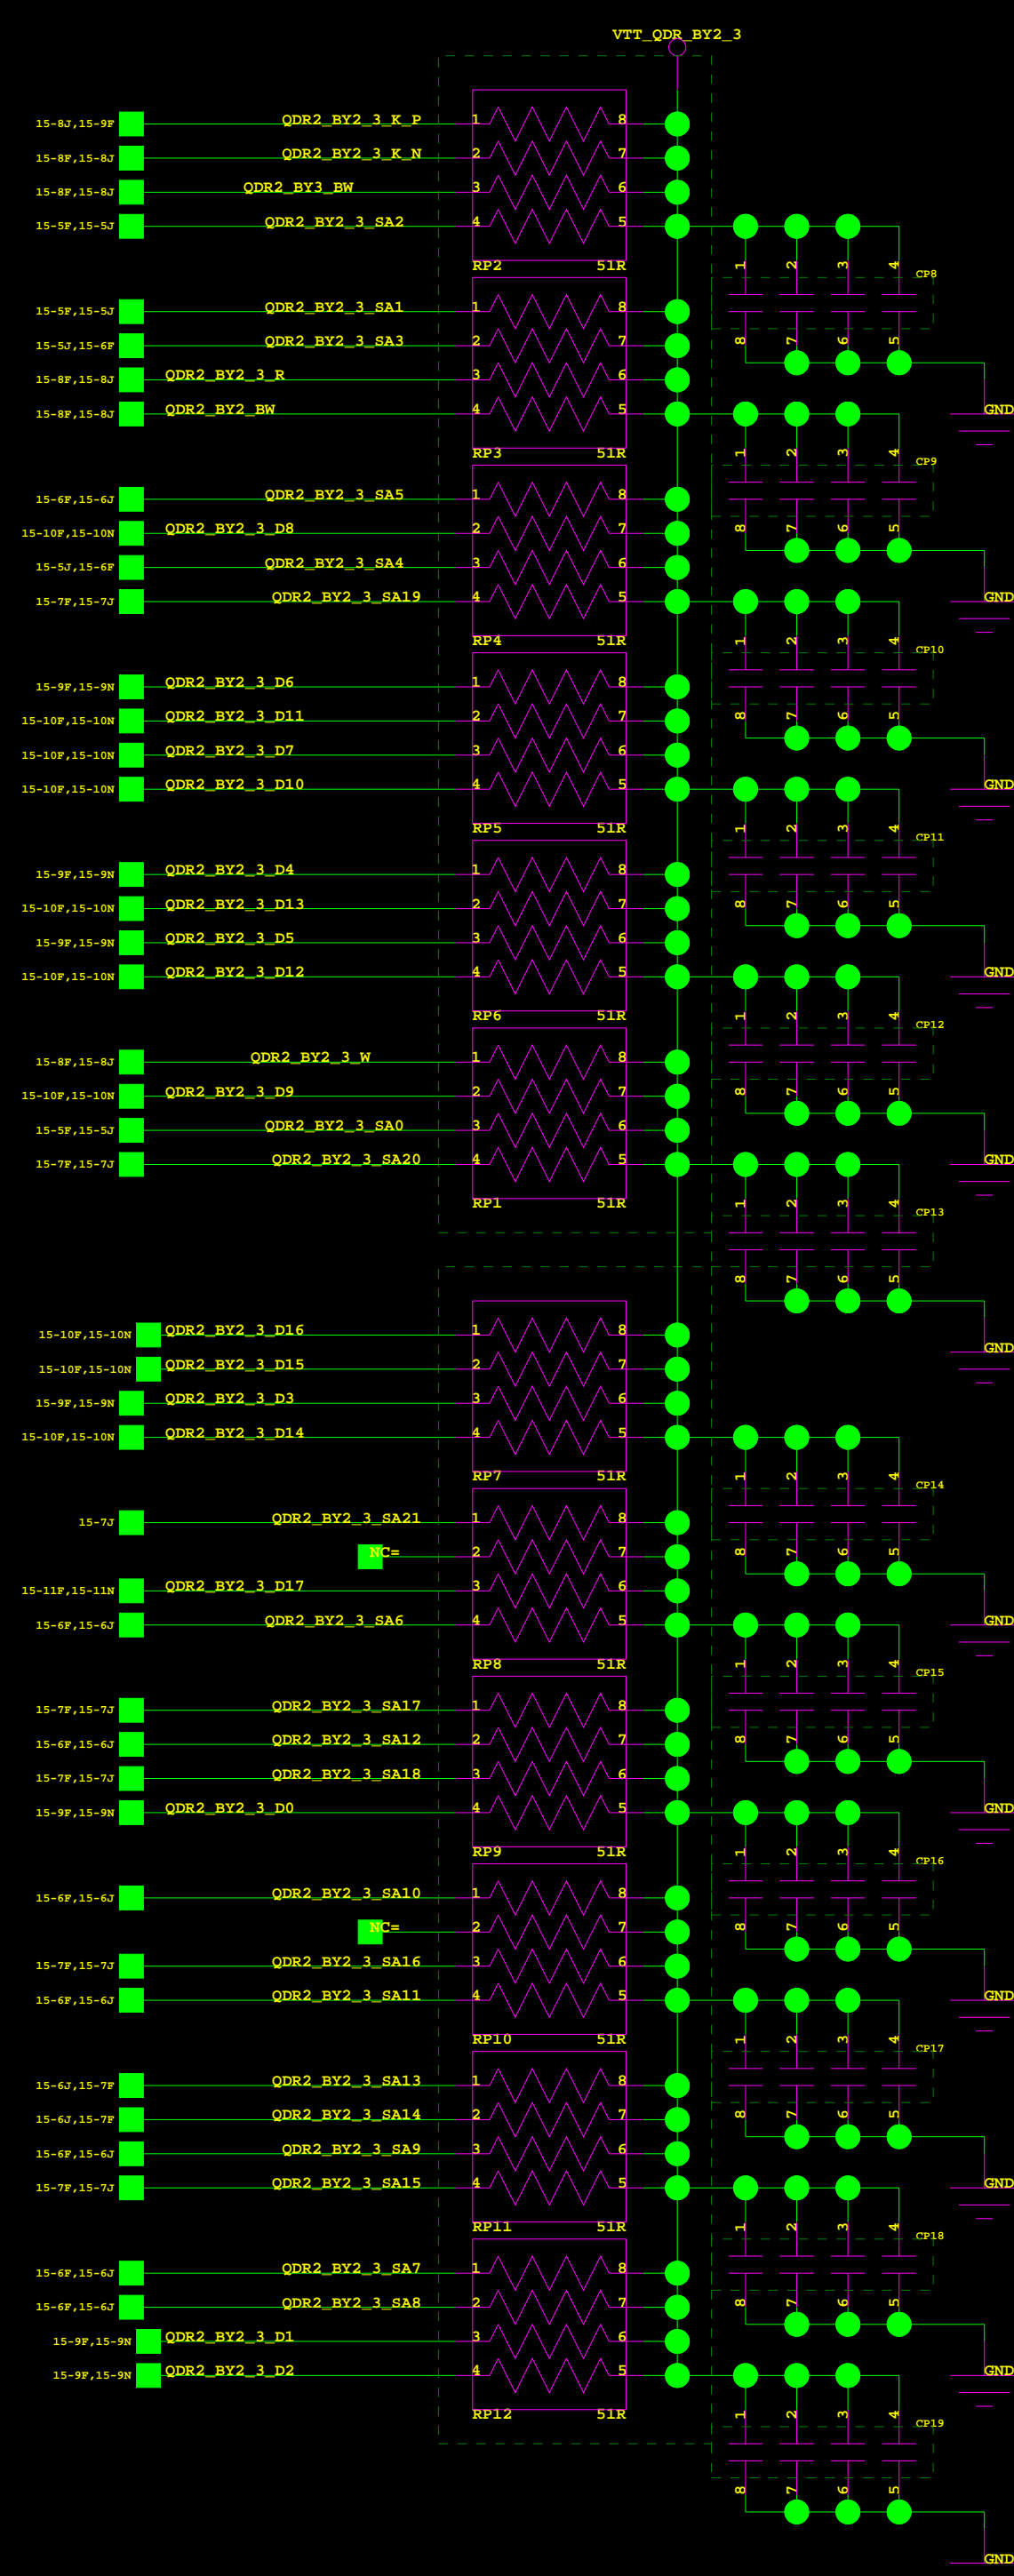 VTT_QDR_BY2_3
15-8J,15-9F QDR2_BY2_3_K_P 1 8
15-8F,15-8J QDR2_BY2_3_K_N 2 7
15-8F,15-8J QDR2_BY3_BW 3 6
15-5F,15-5J QDR2_BY2_3_SA2 4 5
RP2 51R 1 2 3 4 CP8
15-5F,15-5J QDR2_BY2_3_SA1 1 8
15-5J,15-6F QDR2_BY2_3_SA3 2 7 8 7 6 5
15-8F,15-8J QDR2_BY2_3_R 3 6
15-8F,15-8J QDR2_BY2_BW 4 5 GND
RP3 51R 1 2 3 4 CP9
15-6F,15-6J QDR2_BY2_3_SA5 1 8
15-10F,15-10N QDR2_BY2_3_D8 2 7 8 7 6 5
15-5J,15-6F QDR2_BY2_3_SA4 3 6
15-7F,15-7J QDR2_BY2_3_SA19 4 5 GND
RP4 51R 1 2 3 4 CP10
15-9F,15-9N QDR2_BY2_3_D6 1 8
15-10F,15-10N QDR2_BY2_3_D11 2 7 8 7 6 5
15-10F,15-10N QDR2_BY2_3_D7 3 6
15-10F,15-10N QDR2_BY2_3_D10 4 5 GND
RP5 51R 1 2 3 4 CP11
15-9F,15-9N QDR2_BY2_3_D4 1 8
15-10F,15-10N QDR2_BY2_3_D13 2 7 8 7 6 5
15-9F,15-9N QDR2_BY2_3_D5 3 6
15-10F,15-10N QDR2_BY2_3_D12 4 5 GND
RP6 51R 1 2 3 4 CP12
15-8F,15-8J QDR2_BY2_3_W 1 8
15-10F,15-10N QDR2_BY2_3_D9 2 7 8 7 6 5
15-5F,15-5J QDR2_BY2_3_SA0 3 6
15-7F,15-7J QDR2_BY2_3_SA20 4 5 GND
RP1 51R 1 2 3 4 CP13
8 7 6 5
15-10F,15-10N QDR2_BY2_3_D16 1 8 GND
15-10F,15-10N QDR2_BY2_3_D15 2 7
15-9F,15-9N QDR2_BY2_3_D3 3 6
15-10F,15-10N QDR2_BY2_3_D14 4 5
RP7 51R 1 2 3 4 CP14
15-7J QDR2_BY2_3_SA21 1 8
NC= 2 7 8 7 6 5
15-11F,15-11N QDR2_BY2_3_D17 3 6
15-6F,15-6J QDR2_BY2_3_SA6 4 5 GND
RP8 51R 1 2 3 4 CP15
15-7F,15-7J QDR2_BY2_3_SA17 1 8
15-6F,15-6J QDR2_BY2_3_SA12 2 7 8 7 6 5
15-7F,15-7J QDR2_BY2_3_SA18 3 6
15-9F,15-9N QDR2_BY2_3_D0 4 5 GND
RP9 51R 1 2 3 4 CP16
15-6F,15-6J QDR2_BY2_3_SA10 1 8
NC= 2 7 8 7 6 5
15-7F,15-7J QDR2_BY2_3_SA16 3 6
15-6F,15-6J QDR2_BY2_3_SA11 4 5 GND
RP10 51R 1 2 3 4 CP17
15-6J,15-7F QDR2_BY2_3_SA13 1 8
15-6J,15-7F QDR2_BY2_3_SA14 2 7 8 7 6 5
15-6F,15-6J QDR2_BY2_3_SA9 3 6
15-7F,15-7J QDR2_BY2_3_SA15 4 5 GND
RP11 51R 1 2 3 4 CP18
15-6F,15-6J QDR2_BY2_3_SA7 1 8
15-6F,15-6J QDR2_BY2_3_SA8 2 7 8 7 6 5
15-9F,15-9N QDR2_BY2_3_D1 3 6
15-9F,15-9N QDR2_BY2_3_D2 4 5 GND
RP12 51R 1 2 3 4 CP19
8 7 6 5
GND